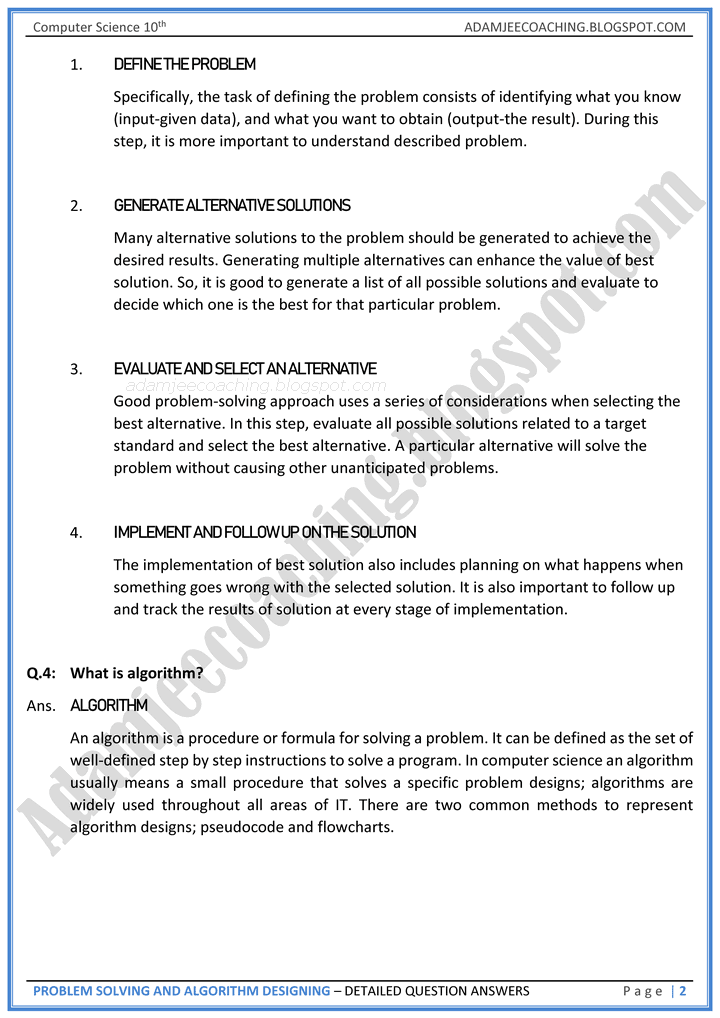 Computer Science 10th ADAMJEECOACHING.BLOGSPOT.COM
1. DEFINE THE PROBLEM
Specifically, the task of defining the problem consists of identifying what you know
(input-given data), and what you want to obtain (output-the result). During this
step, it is more important to understand described problem.
2. GENERATE ALTERNATIVE SOLUTIONS
Many alternative solutions to the problem should be generated to achieve the
desired results. Generating multiple alternatives can enhance the value of best
solution. So, it is good to generate a list of all possible solutions and evaluate to
decide which one is the best for that particular problem.
3. EVALUATE AND SELECT AN ALTERNATIVE
adamjeecoaching.blogspot.com
Good problem-solving approach uses a series of considerations when selecting the
best alternative. In this step, evaluate all possible solutions related to a target
standard and select the best alternative. A particular alternative will solve the
problem without causing other unanticipated problems.
4. IMPLEMENT AND FOLLOW UP ON THE SOLUTION
The implementation of best solution also includes planning on what happens when
something goes wrong with the selected solution. It is also important to follow up
and track the results of solution at every stage of implementation.
Q.4: What is algorithm?
Ans. ALGORITHM
An algorithm is a procedure or formula for solving a problem. It can be defined as the set of
well-defined step by step instructions to solve a program. In computer science an algorithm
usually means a small procedure that solves a specific problem designs; algorithms are
widely used throughout all areas of IT. There are two common methods to represent
algorithm designs; pseudocode and flowcharts.
Adamjeecoaching.blogspot.com
PROBLEM SOLVING AND ALGORITHM DESIGNING – DETAILED QUESTION ANSWERS Page | 2